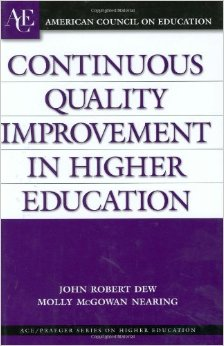 ACE AMERICAN COUNCIL ON EDUCATION
CONTINUOUS
QUALITY
IMPROVEMENT
IN HIGHER
EDUCATION
JOHN ROBERT DEW
MOLLY McGOWAN NEARING
ACE/PRAEGER SERIES ON HIGHER EDUCATION